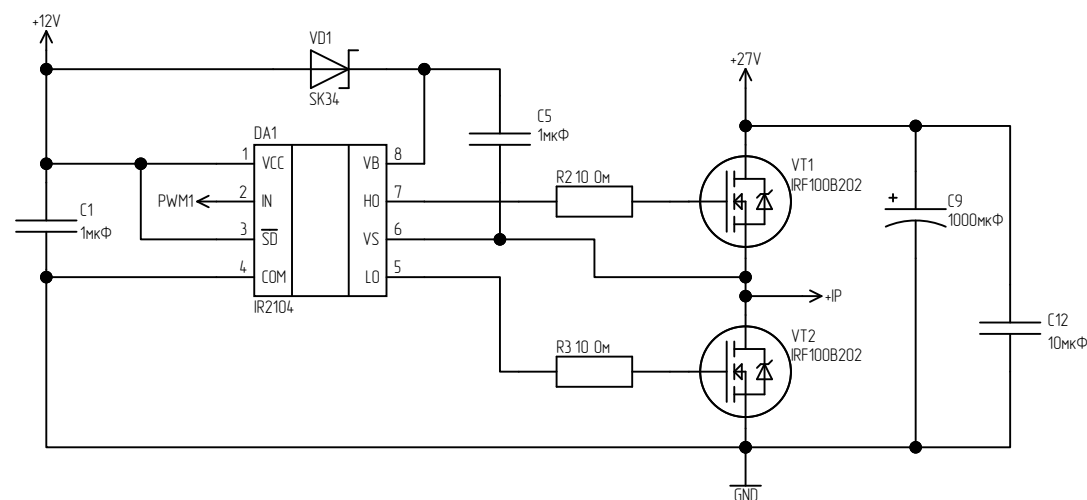 +12V
VD1
SK34
+27V
C5
1мкФ
DA1
1
VCC
VB
8
VT1
IRF100B202
PWM1
2
IN
HO
7
R2 10 Ом
C1
1мкФ
3
SD
VS
6
+
C9
1000мкФ
4
COM
LO
5
IR2104
+IP
C12
10мкФ
VT2
IRF100B202
R3 10 Ом
GND